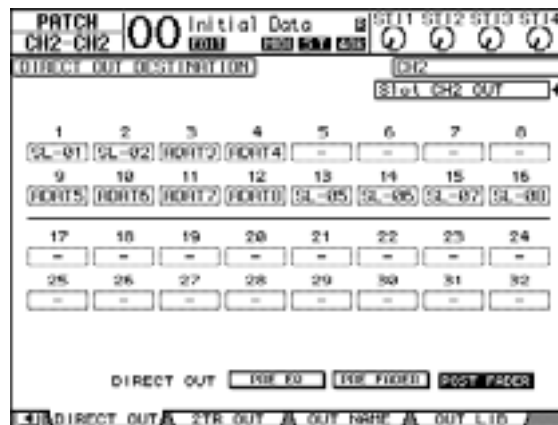 PATCH 00 Initial Data ST1 ST2 ST3 ST4
CH2-CH2 EDIT MIDI ST 48k
DIRECT OUT DESTINATION CH2
Slot CH2 OUT
1 2 3 4 5 6 7 8
SL-01 SL-02 ADAT3 ADAT4 - - - -
9 10 11 12 13 14 15 16
ADAT5 ADAT6 ADAT7 ADAT8 SL-05 SL-06 SL-07 SL-08
17 18 19 20 21 22 23 24
- - - - - - - -
25 26 27 28 29 30 31 32
- - - - - - - -
DIRECT OUT PRE EQ PRE FADER POST FADER
DIRECT OUT 2TR OUT OUT NAME OUT LIB